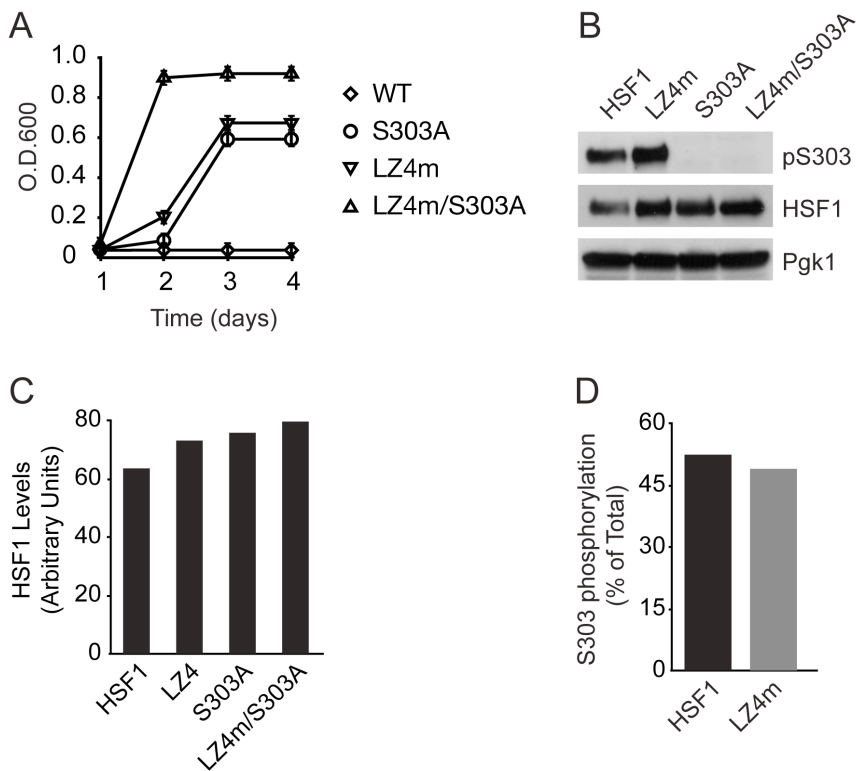 A
1.0
0.8
0.6
0.4
0.2
0
O.D.600
1 2 3 4
Time (days)
WT
S303A
LZ4m
LZ4m/S303A
B
HSF1 LZ4m S303A LZ4m/S303A
pS303
HSF1
Pgk1
C
80
60
40
20
0
HSF1 Levels
(Arbitrary Units)
HSF1 LZ4 S303A LZ4m/S303A
D
60
45
30
15
0
S303 phosphorylation
(% of Total)
HSF1 LZ4m